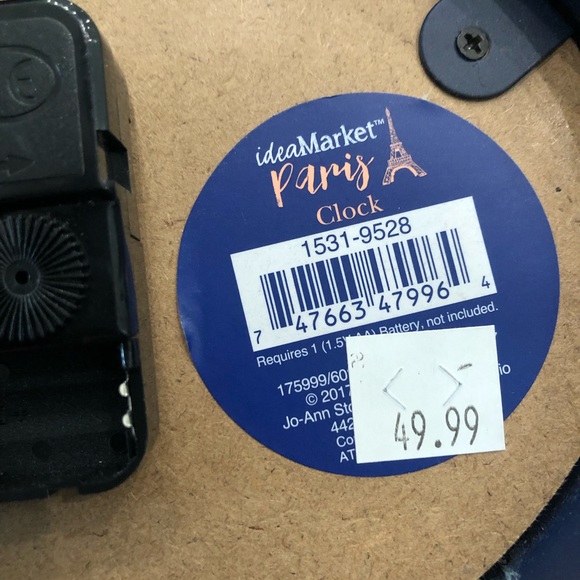 ideaMarket™
Paris
Clock
1531-9528
7 47663 47996 4
Requires 1 (1.5V AA) Battery, not included.
175999/60
© 2017
Jo-Ann
442
49.99